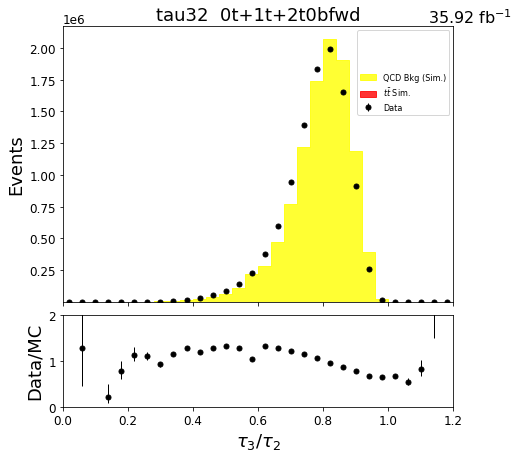 tau32 0t+1t+2t0bfwd
35.92 fb⁻¹
1e6
2.00
1.75
1.50
1.25
1.00
0.75
0.50
0.25
Events
QCD Bkg (Sim.)
tt̄ Sim.
Data
2
1
0
Data/MC
0.0 0.2 0.4 0.6 0.8 1.0 1.2
τ₃/τ₂